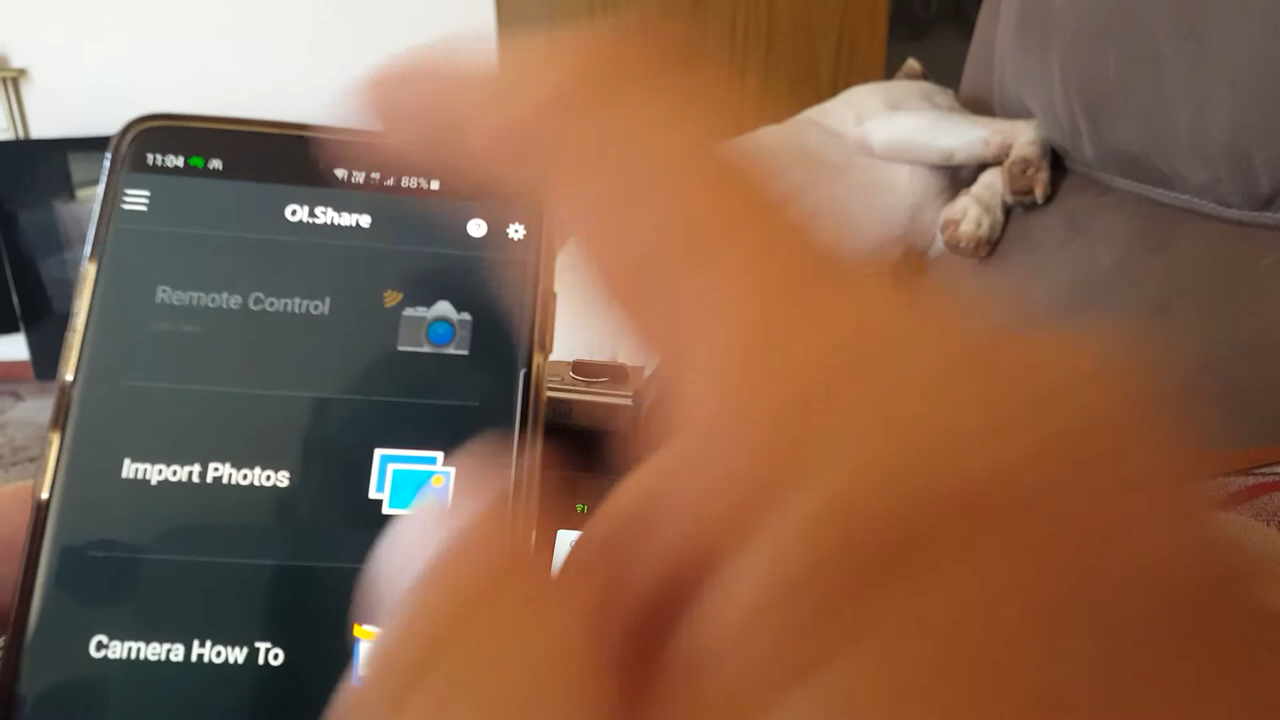 11:04
88%
OI.Share
Remote Control
Import Photos
Camera How To